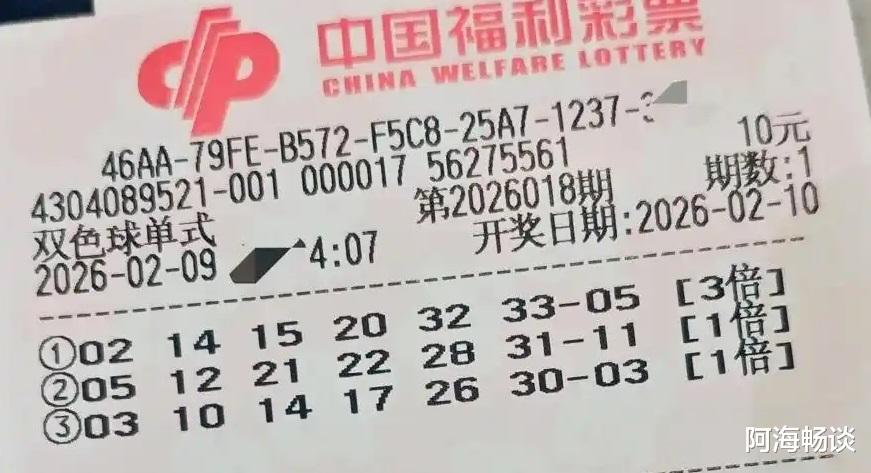 中国福利彩票
CHINA WELFARE LOTTERY
46AA-79FE-B572-F5C8-25A7-1237-
10元
4304089521-001 000017 56275561
第2026018期 期数:1
双色球单式
开奖日期:2026-02-10
2026-02-09 4:07
①02 14 15 20 32 33-05 [3倍]
②05 12 21 22 28 31-11 [1倍]
③03 10 14 17 26 30-03 [1倍]
阿海畅谈